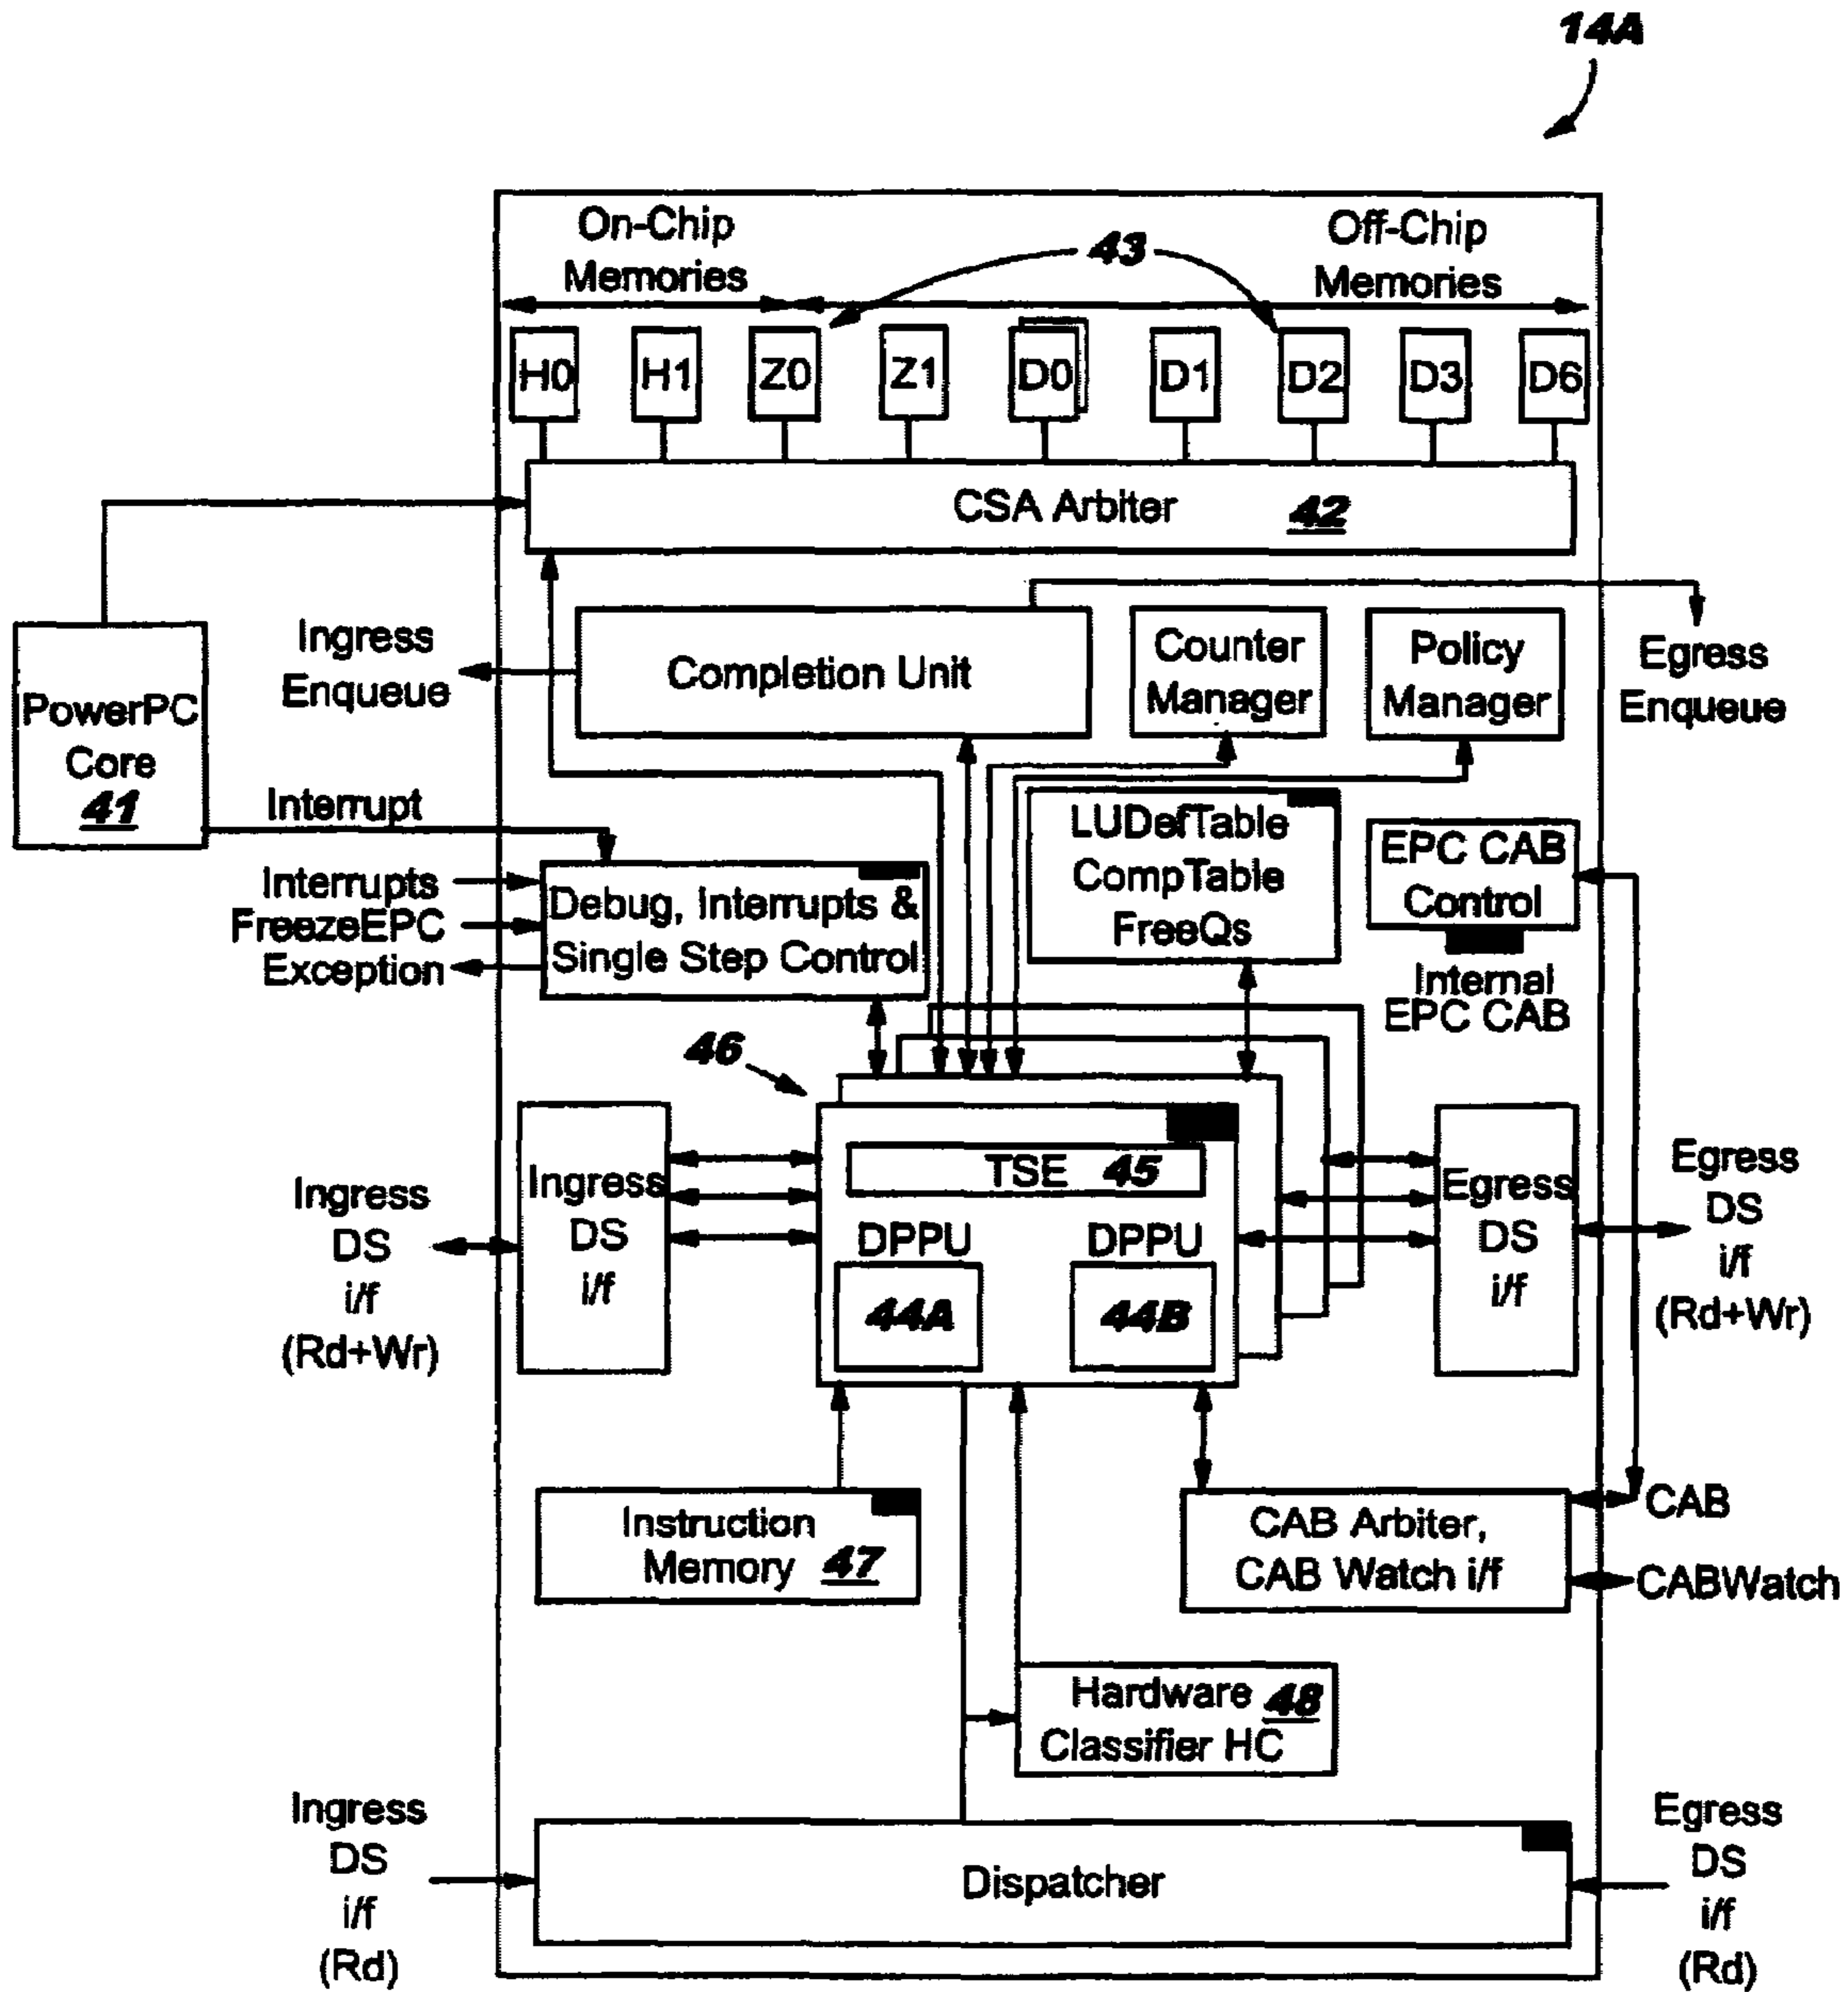 14A
On-Chip
Memories
43
Off-Chip
Memories
H0 H1 Z0 Z1 D0 D1 D2 D3 D6
CSA Arbiter 42
PowerPC
Core
41
Ingress
Enqueue
Completion Unit
Counter
Manager
Policy
Manager
Egress
Enqueue
Interrupt
Interrupts
FreezeEPC
Exception
Debug, Interrupts &
Single Step Control
LUDefTable
CompTable
FreeQs
EPC CAB
Control
Internal
EPC CAB
46
Ingress
DS
i/f
(Rd+Wr)
Ingress
DS
i/f
TSE 45
DPPU
44A
DPPU
44B
Egress
DS
i/f
Egress
DS
i/f
(Rd+Wr)
Instruction
Memory 47
CAB Arbiter,
CAB Watch i/f
CAB
CABWatch
Hardware 48
Classifier HC
Ingress
DS
i/f
(Rd)
Dispatcher
Egress
DS
i/f
(Rd)